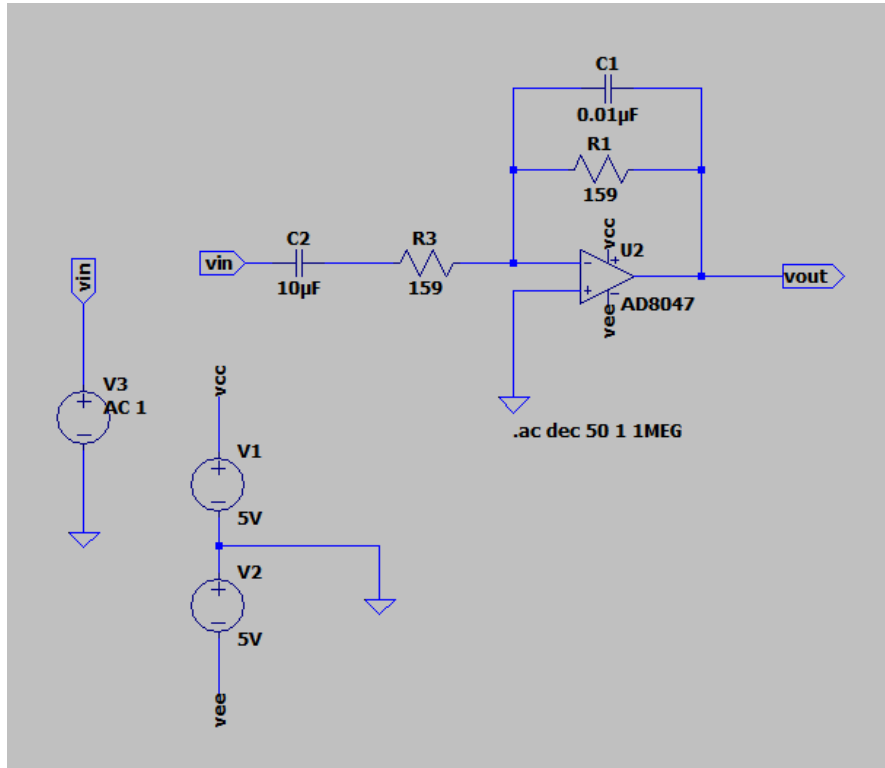 C1
0.01µF
R1
159
vcc
U2
vin
C2
10µF
R3
159
vout
AD8047
vee
vin
V3
AC 1
vcc
.ac dec 50 1 1MEG
V1
5V
V2
5V
vee